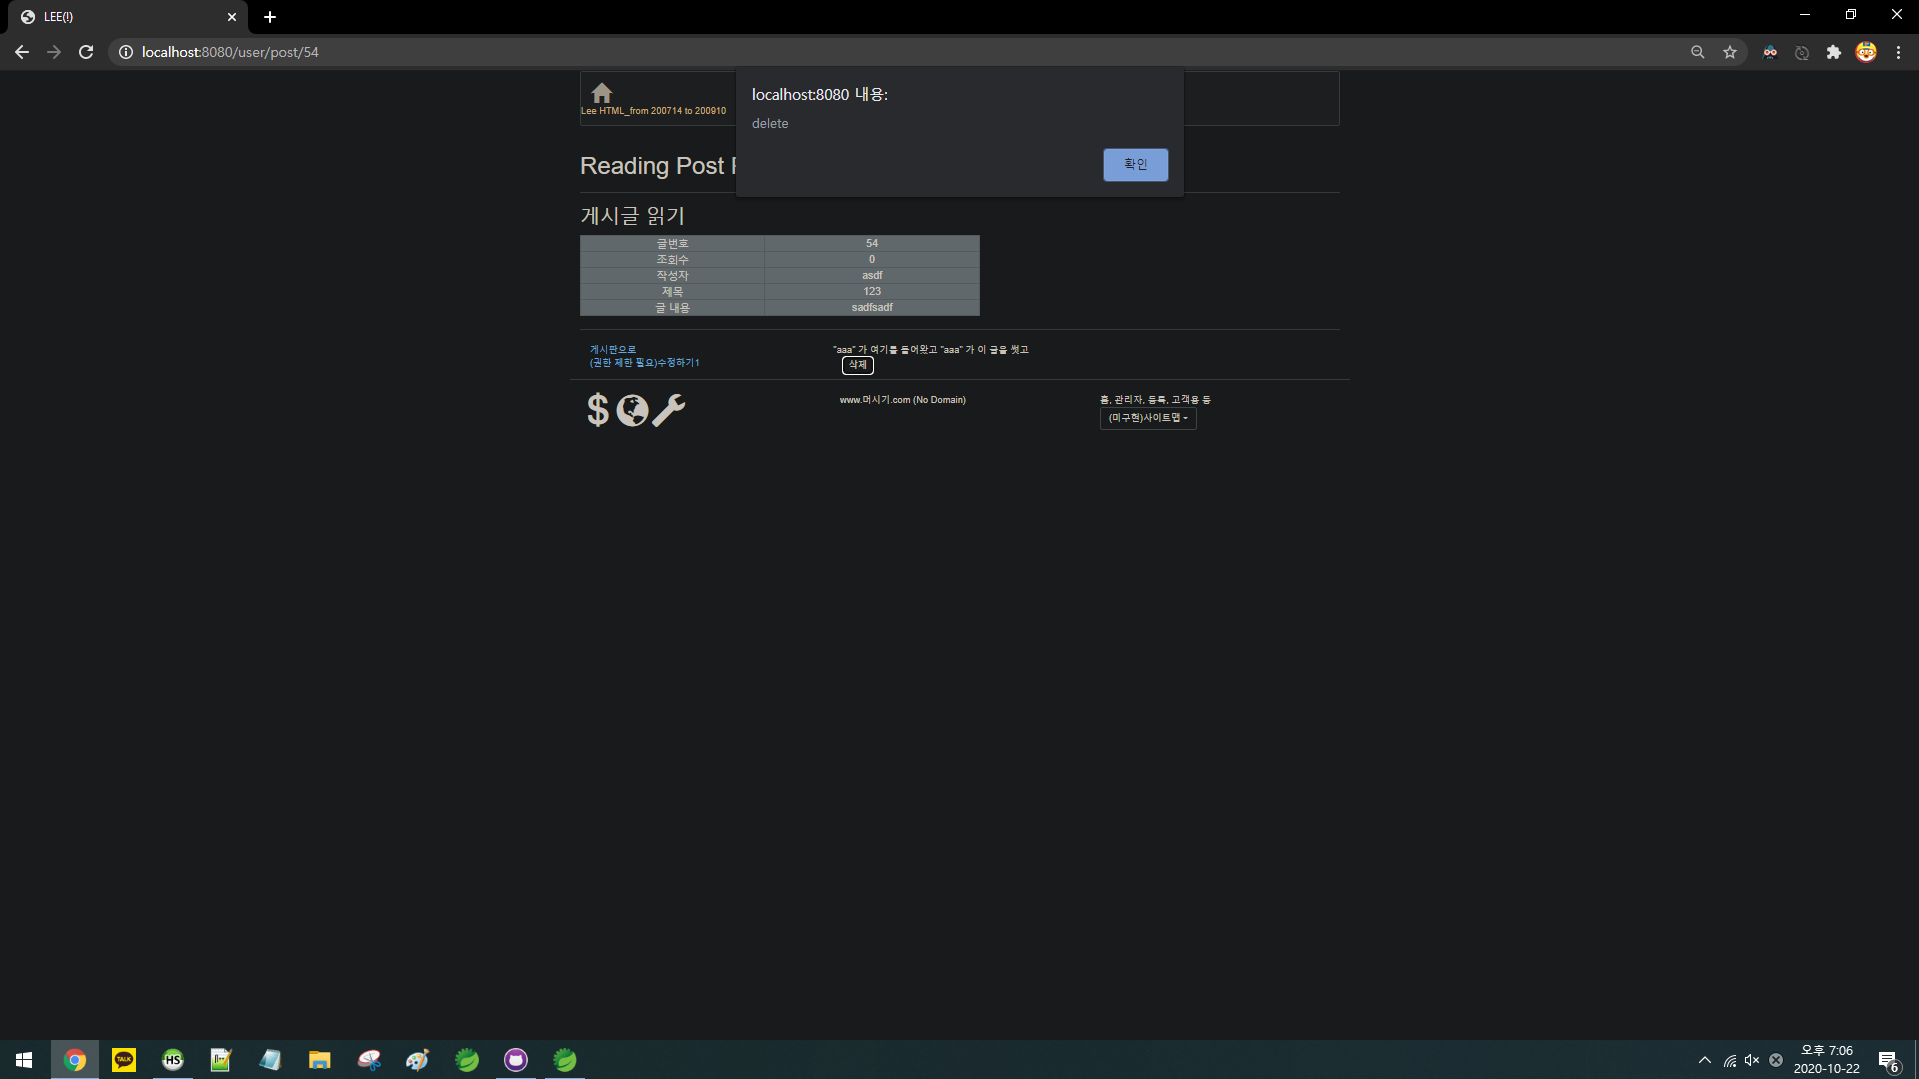 LEE(!)
localhost:8080/user/post/54
localhost:8080 내용:
delete
확인
Lee HTML_from 200714 to 200910
Reading Post
게시글 읽기
글번호 54
조회수 0
작성자 asdf
제목 123
글 내용 sadfsadf
게시판으로
(권한 제한 필요)수정하기1
"aaa" 가 여기를 들어왔고 "aaa" 가 이 글을 썻고
삭제
www.머시기.com (No Domain)
홈, 관리자, 등록, 고객용 등
(미구현)사이트맵
TALK
HS
오후 7:06
2020-10-22
6